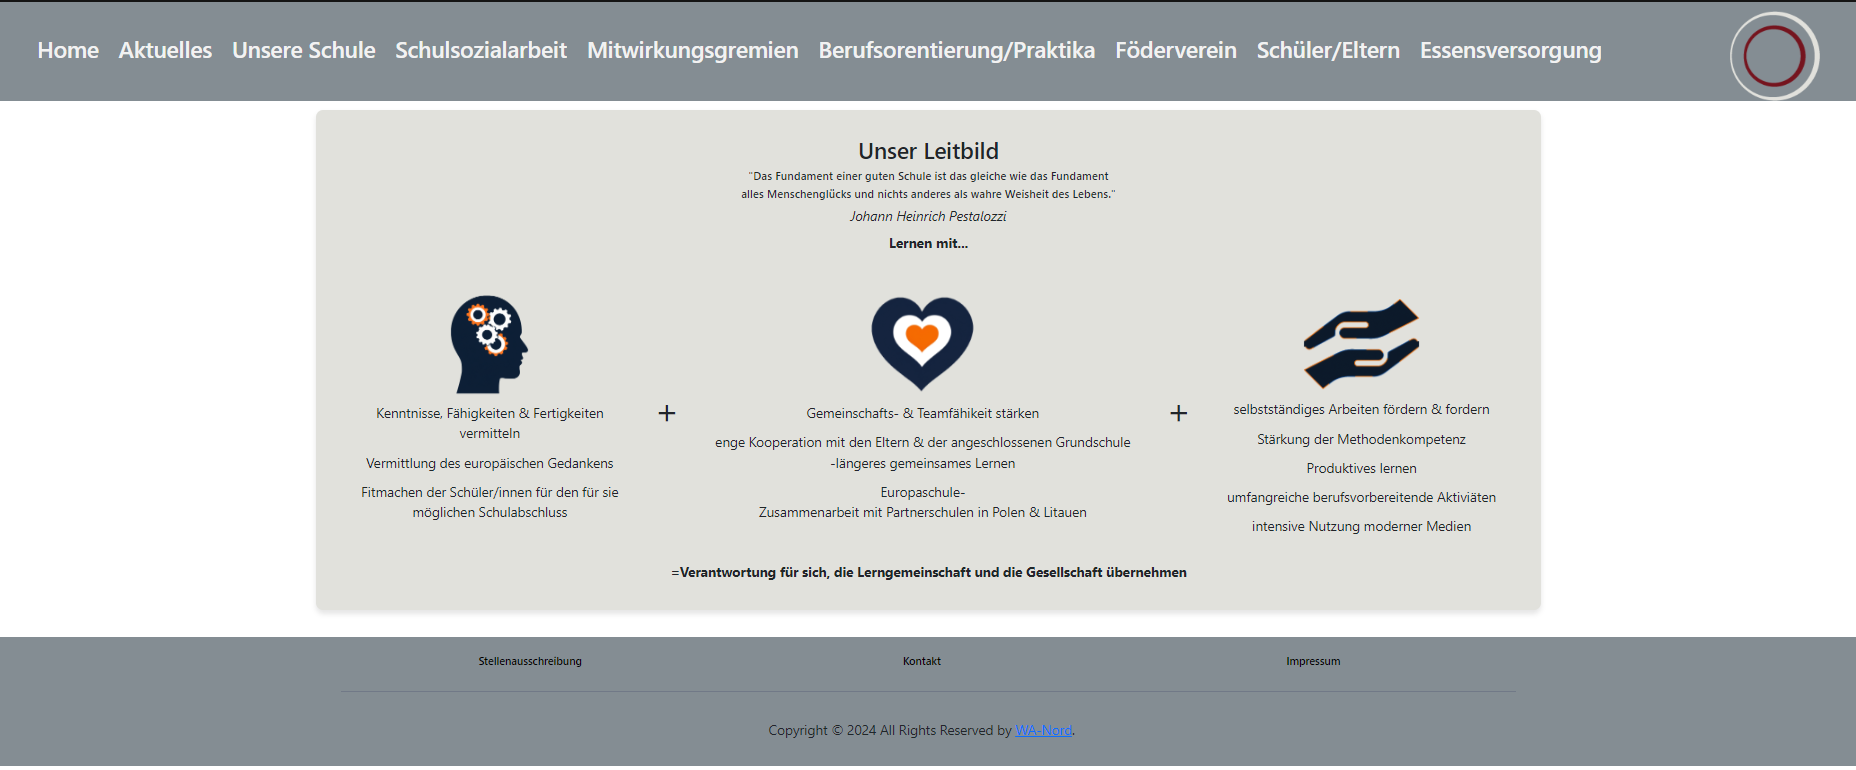 Home Aktuelles Unsere Schule Schulsozialarbeit Mitwirkungsgremien Berufsorientierung/Praktika Föderverein Schüler/Eltern Essensversorgung
Unser Leitbild
"Das Fundament einer guten Schule ist das gleiche wie das Fundament
alles Menschenglücks und nichts anderes als wahre Weisheit des Lebens."
Johann Heinrich Pestalozzi
Lernen mit...
Kenntnisse, Fähigkeiten & Fertigkeiten
vermitteln
Vermittlung des europäischen Gedankens
Fitmachen der Schüler/innen für den für sie
möglichen Schulabschluss
+
Gemeinschafts- & Teamfähikeit stärken
enge Kooperation mit den Eltern & der angeschlossenen Grundschule
-längeres gemeinsames Lernen
Europaschule-
Zusammenarbeit mit Partnerschulen in Polen & Litauen
+
selbstständiges Arbeiten fördern & fordern
Stärkung der Methodenkompetenz
Produktives lernen
umfangreiche berufsvorbereitende Aktiviäten
intensive Nutzung moderner Medien
=Verantwortung für sich, die Lerngemeinschaft und die Gesellschaft übernehmen
Stellenausschreibung Kontakt Impressum
Copyright © 2024 All Rights Reserved by WA-Nord.